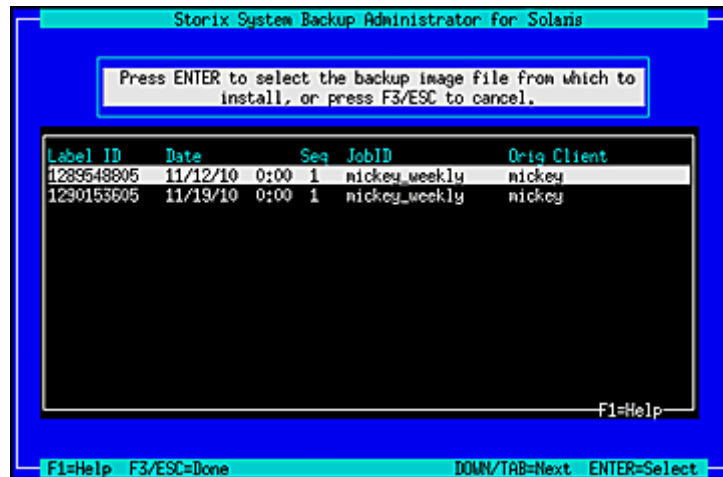 Storix System Backup Administrator for Solaris
Press ENTER to select the backup image file from which to
install, or press F3/ESC to cancel.
Label ID Date Seq JobID Orig Client
1289548805 11/12/10 0:00 1 mickey_weekly mickey
1290153605 11/19/10 0:00 1 mickey_weekly mickey
F1=Help
F1=Help F3/ESC=Done DOWN/TAB=Next ENTER=Select